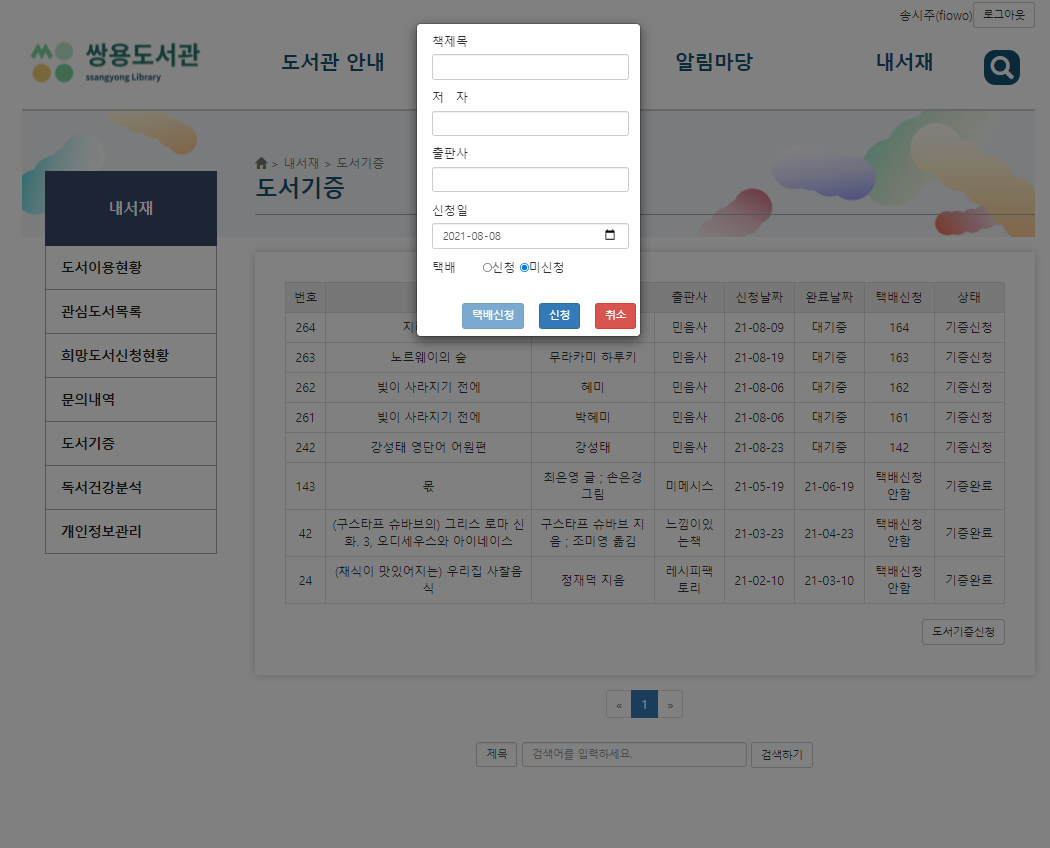 송시주(fiowo) 로그아웃
쌍용도서관
ssangyong Library
도서관 안내 알림마당 내서재
내서재 > 도서기증
도서기증
내서재
도서이용현황
관심도서목록
희망도서신청현황
문의내역
도서기증
독서건강분석
개인정보관리
책제목
저 자
출판사
신청일
2021-08-08
택배 신청 미신청
택배신청 신청 취소
번호 출판사 신청날짜 완료날짜 택배신청 상태
264 민음사 21-08-09 대기중 164 기증신청
263 노르웨이의 숲 무라카미 하루키 민음사 21-08-19 대기중 163 기증신청
262 빛이 사라지기 전에 혜미 민음사 21-08-06 대기중 162 기증신청
261 빛이 사라지기 전에 박혜미 민음사 21-08-06 대기중 161 기증신청
242 강성태 영단어 어원편 강성태 민음사 21-08-23 대기중 142 기증신청
143 몫 최은영 글 ; 손은경 그림 미메시스 21-05-19 21-06-19 택배신청 안함 기증완료
42 (구스타프 슈바브의) 그리스 로마 신화. 3, 오디세우스와 아이네이스 구스타프 슈바브 지음 ; 조미영 옮김 느낌이있는책 21-03-23 21-04-23 택배신청 안함 기증완료
24 (채식이 맛있어지는) 우리집 사찰음식 정재덕 지음 레시피팩토리 21-02-10 21-03-10 택배신청 안함 기증완료
도서기증신청
« 1 »
제목 검색어를 입력하세요. 검색하기